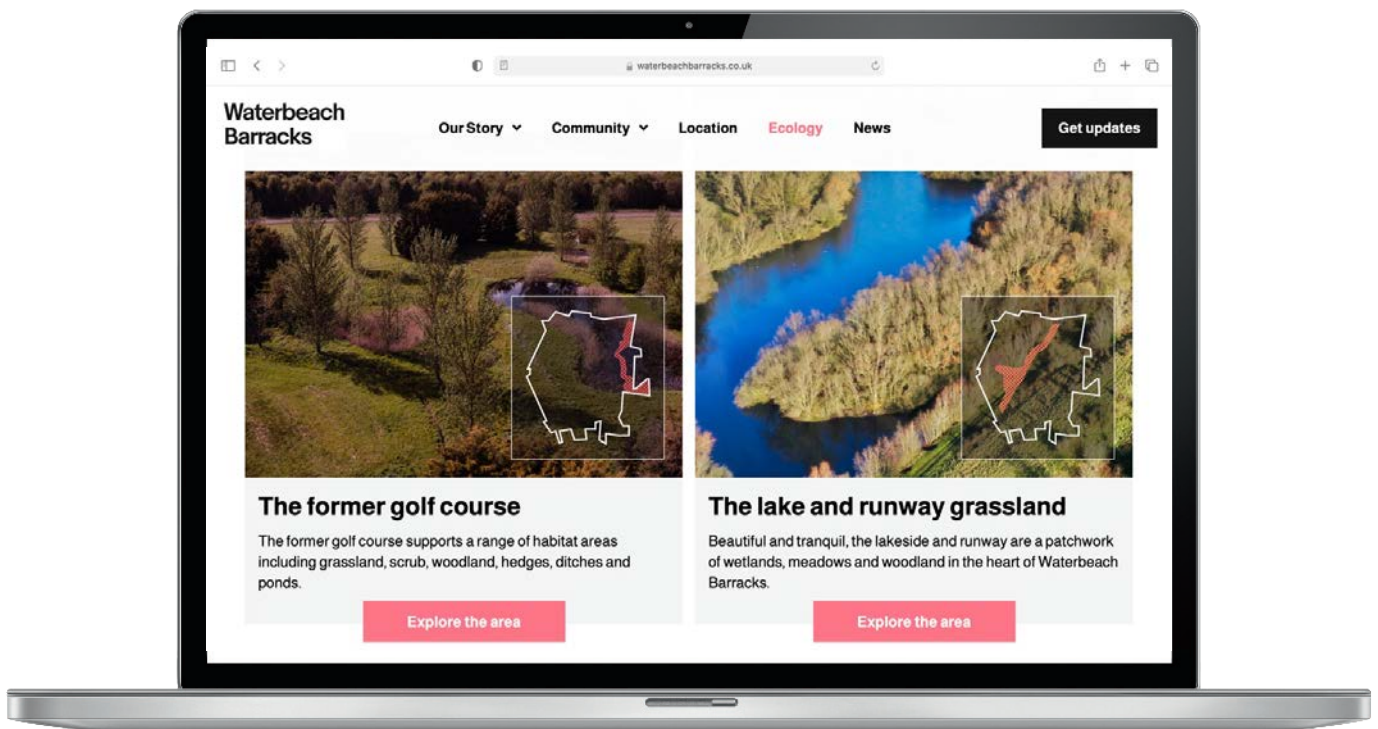 waterbeachbarracks.co.uk
Waterbeach
Barracks
Our Story
Community
Location
Ecology
News
Get updates
The former golf course
The former golf course supports a range of habitat areas
including grassland, scrub, woodland, hedges, ditches and
ponds.
Explore the area
The lake and runway grassland
Beautiful and tranquil, the lakeside and runway are a patchwork
of wetlands, meadows and woodland in the heart of Waterbeach
Barracks.
Explore the area